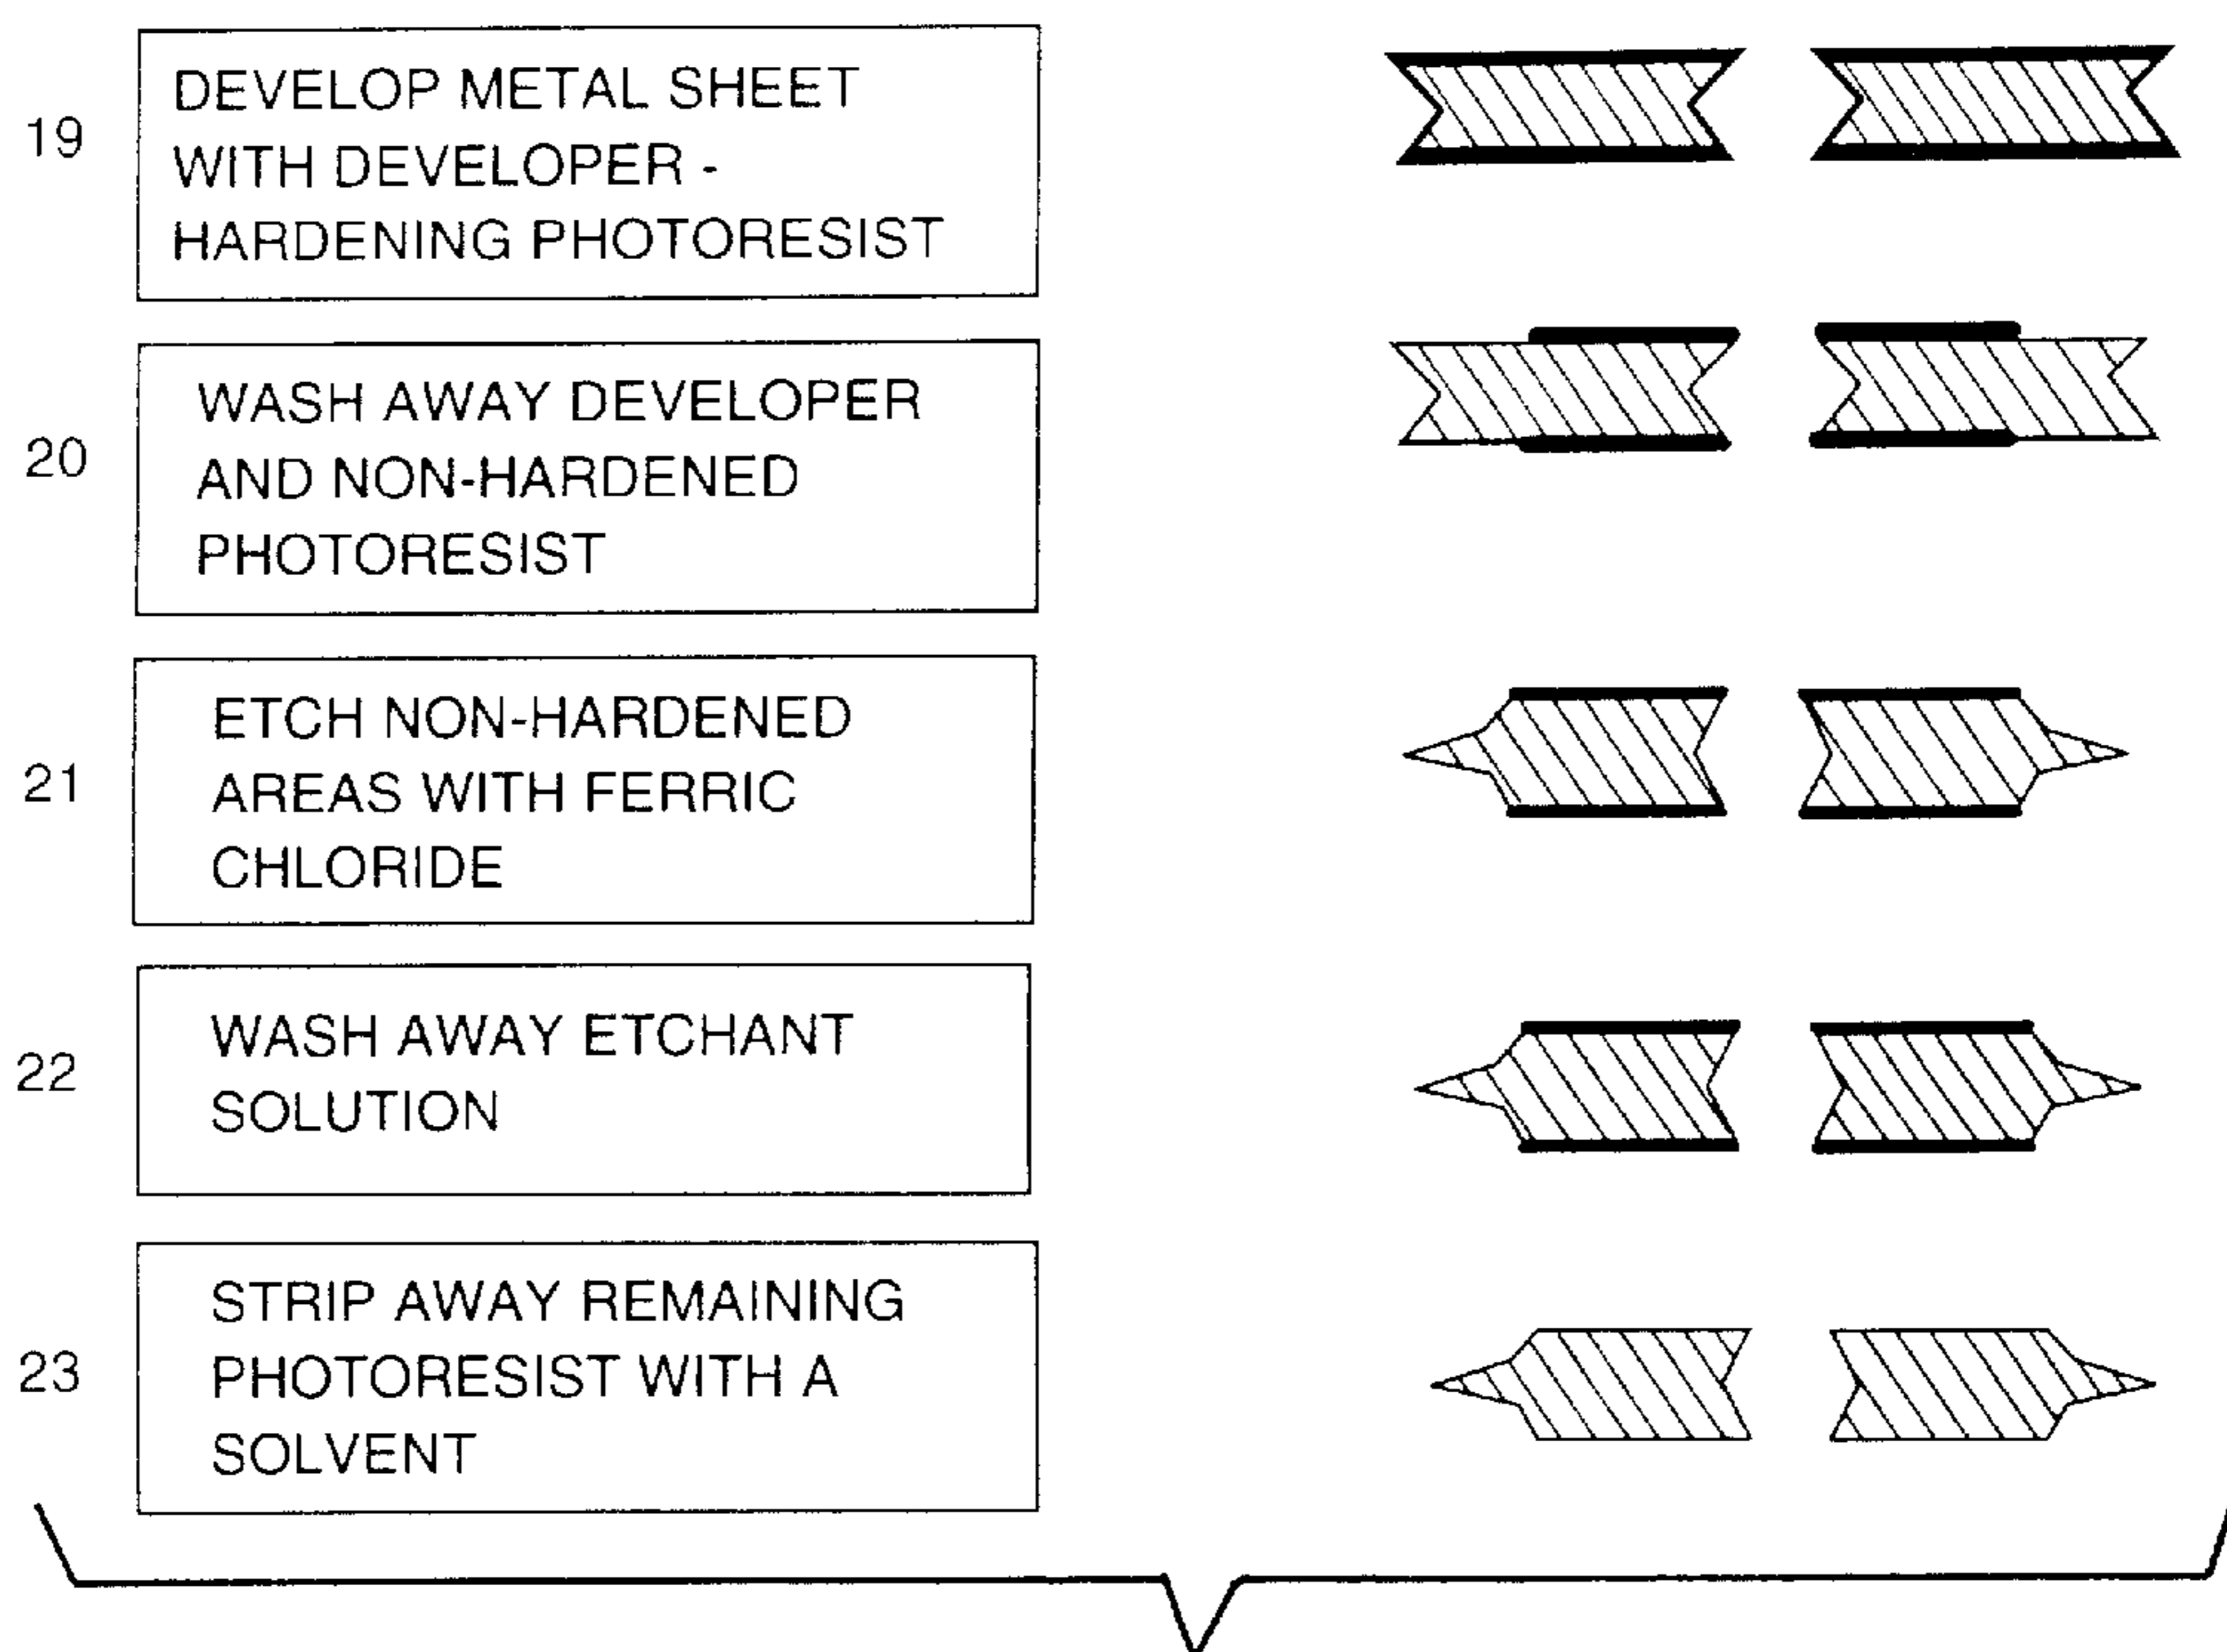 19
DEVELOP METAL SHEET
WITH DEVELOPER -
HARDENING PHOTORESIST
20
WASH AWAY DEVELOPER
AND NON-HARDENED
PHOTORESIST
21
ETCH NON-HARDENED
AREAS WITH FERRIC
CHLORIDE
22
WASH AWAY ETCHANT
SOLUTION
23
STRIP AWAY REMAINING
PHOTORESIST WITH A
SOLVENT